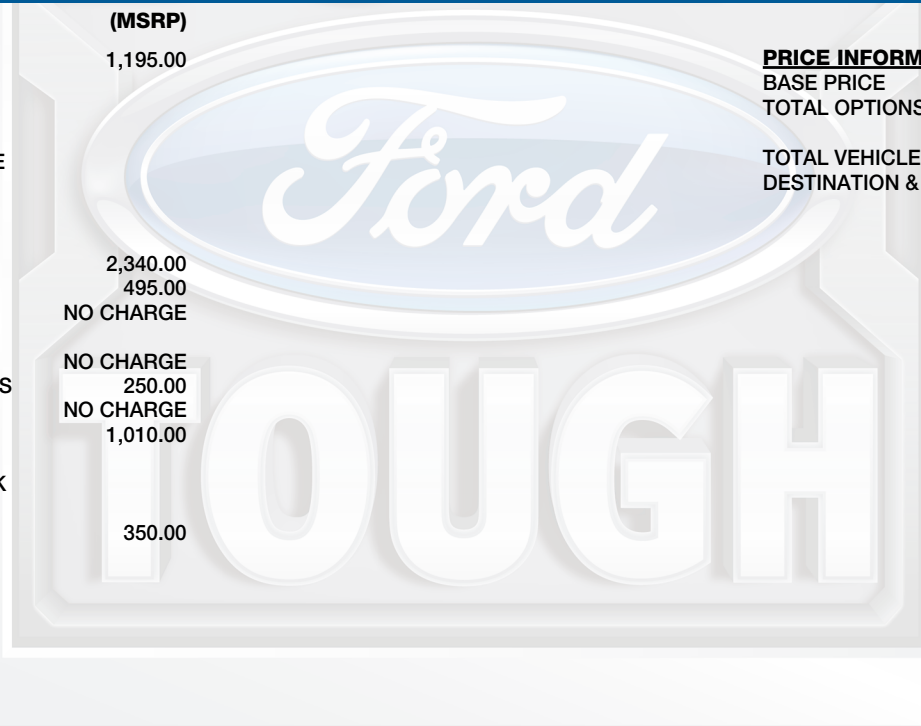 (MSRP)
1,195.00
E
2,340.00
495.00
NO CHARGE
NO CHARGE
S 250.00
NO CHARGE
1,010.00
K
350.00
PRICE INFORM
BASE PRICE
TOTAL OPTIONS
TOTAL VEHICLE
DESTINATION &
Ford
TOUGH